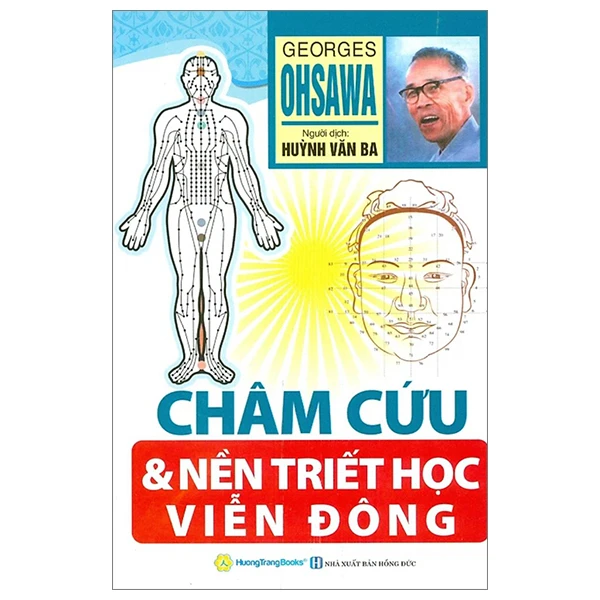 GEORGES
OHSAWA
Người dịch:
HUỲNH VĂN BA
CHÂM CỨU
& NỀN TRIẾT HỌC
VIỄN ĐÔNG
HuongTrangBooks®
NHÀ XUẤT BẢN HỒNG ĐỨC